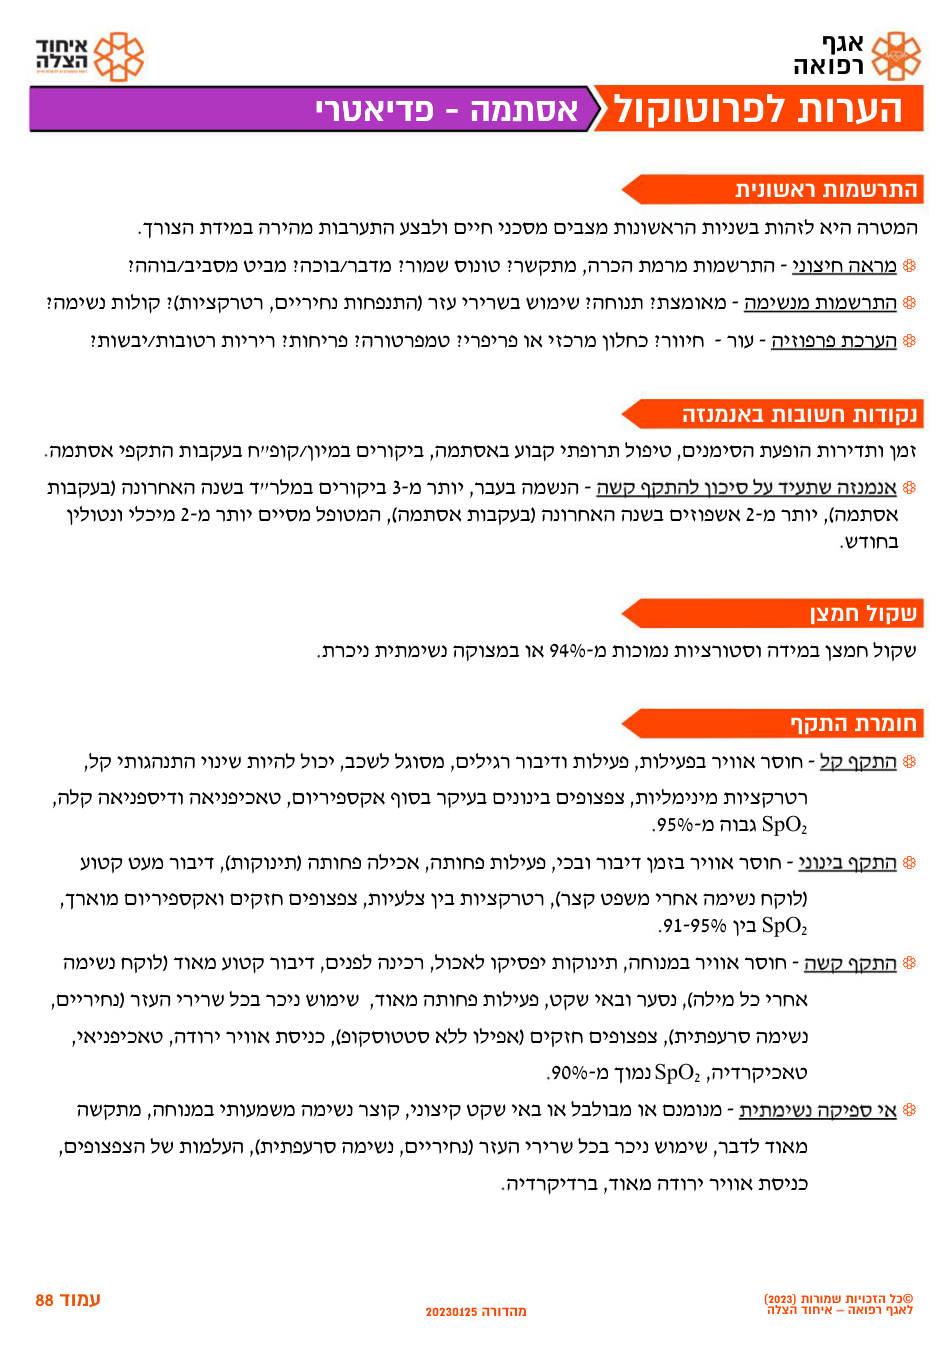 אגף
רפואה
איחוד
הצלה
הערות לפרוטוקול
אסתמה - פדיאטרי
התרשמות ראשונית
המטרה היא לזהות בשניות הראשונות מצבים מסכני חיים ולבצע התערבות מהירה במידת הצורך.
מראה חיצוני - התרשמות מרמת הכרה, מתקשר? טונוס שמור? מדבר/בוכה? מביט מסביב/בוהה?
התרשמות מנשימה - מאומצת? תנוחה? שימוש בשרירי עזר (התנפחות נחיריים, רטרקציות)? קולות נשימה?
הערכת פרפוזיה - עור - חיוור? כחלון מרכזי או פריפרי? טמפרטורה? פריחות? ריריות רטובות/יבשות?
נקודות חשובות באנמנזה
זמן ותדירות הופעת הסימנים, טיפול תרופתי קבוע באסתמה, ביקורים במיון/קופ״ח בעקבות התקפי אסתמה.
אנמנזה שתעיד על סיכון להתקף קשה - הנשמה בעבר, יותר מ-3 ביקורים במלר״ד בשנה האחרונה (בעקבות
אסתמה), יותר מ-2 אשפוזים בשנה האחרונה (בעקבות אסתמה), המטופל מסיים יותר מ-2 מיכלי ונטולין
בחודש.
שקול חמצן
שקול חמצן במידה וסטורציות נמוכות מ-94% או במצוקה נשימתית ניכרת.
חומרת התקף
התקף קל - חוסר אוויר בפעילות, פעילות ודיבור רגילים, מסוגל לשכב, יכול להיות שינוי התנהגותי קל,
רטרקציות מינימליות, צפצופים בינונים בעיקר בסוף אקספיריום, טאכיפניאה ודיספניאה קלה,
SpO₂ גבוה מ-95%.
התקף בינוני - חוסר אוויר בזמן דיבור ובכי, פעילות פחותה, אכילה פחותה (תינוקות), דיבור מעט קטוע
(לוקח נשימה אחרי משפט קצר), רטרקציות בין צלעיות, צפצופים חזקים ואקספיריום מוארך,
SpO₂ בין 91-95%.
התקף קשה - חוסר אוויר במנוחה, תינוקות יפסיקו לאכול, רכינה לפנים, דיבור קטוע מאוד (לוקח נשימה
אחרי כל מילה), נסער ובאי שקט, פעילות פחותה מאוד, שימוש ניכר בכל שרירי העזר (נחיריים,
נשימה סרעפתית), צפצופים חזקים (אפילו ללא סטטוסקופ), כניסת אוויר ירודה, טאכיפניאי,
טאכיקרדיה, SpO₂ נמוך מ-90%.
אי ספיקה נשימתית - מנומנם או מבולבל או באי שקט קיצוני, קוצר נשימה משמעותי במנוחה, מתקשה
מאוד לדבר, שימוש ניכר בכל שרירי העזר (נחיריים, נשימה סרעפתית), העלמות של הצפצופים,
כניסת אוויר ירודה מאוד, ברדיקרדיה.
©כל הזכויות שמורות (2023)
לאגף רפואה – איחוד הצלה
מהדורה 20230125
עמוד 88